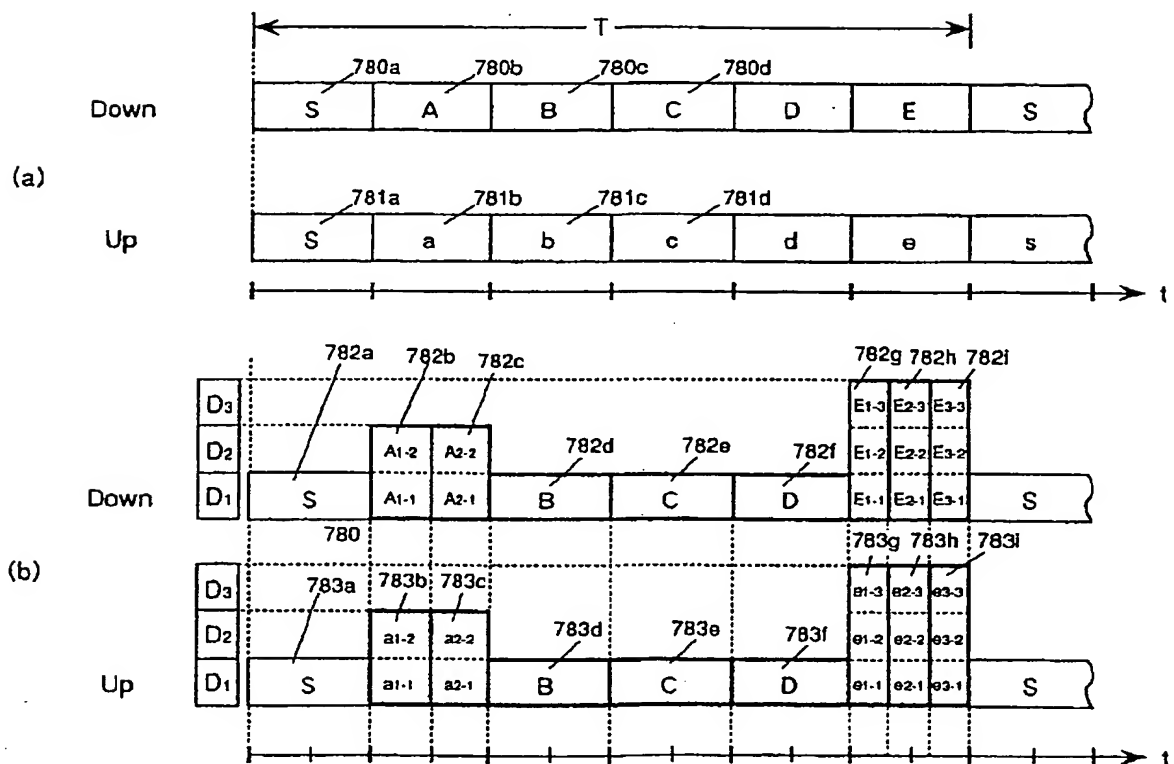 T
780a 780b 780c 780d
Down S A B C D E S
(a)
781a 781b 781c 781d
Up S a b c d e s
t
782a 782b 782c 782g 782h 782i
D3 E1-3 E2-3 E3-3
D2 A1-2 A2-2 782d 782e 782f E1-2 E2-2 E3-2
Down D1 S A1-1 A2-1 B C D E1-1 E2-1 E3-1 S
780
(b)
783a 783b 783c 783g 783h 783i
D3 e1-3 e2-3 e3-3
D2 a1-2 a2-2 783d 783e 783f e1-2 e2-2 e3-2
Up D1 S a1-1 a2-1 B C D e1-1 e2-1 e3-1 S
t